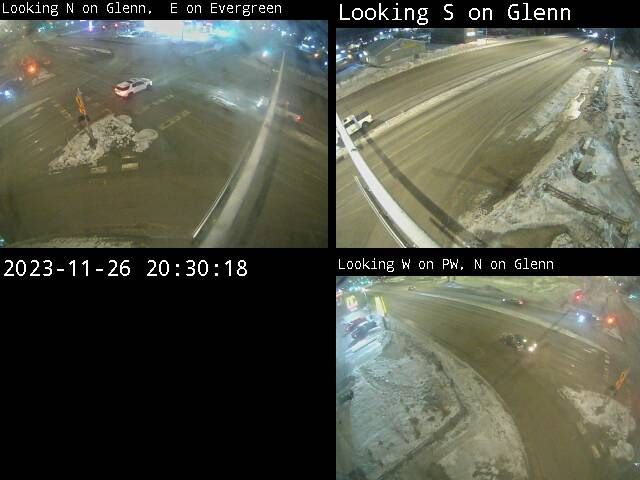 Looking N on Glenn,  E on Evergreen
Looking S on Glenn
2023-11-26 20:30:18
Looking W on PW, N on Glenn